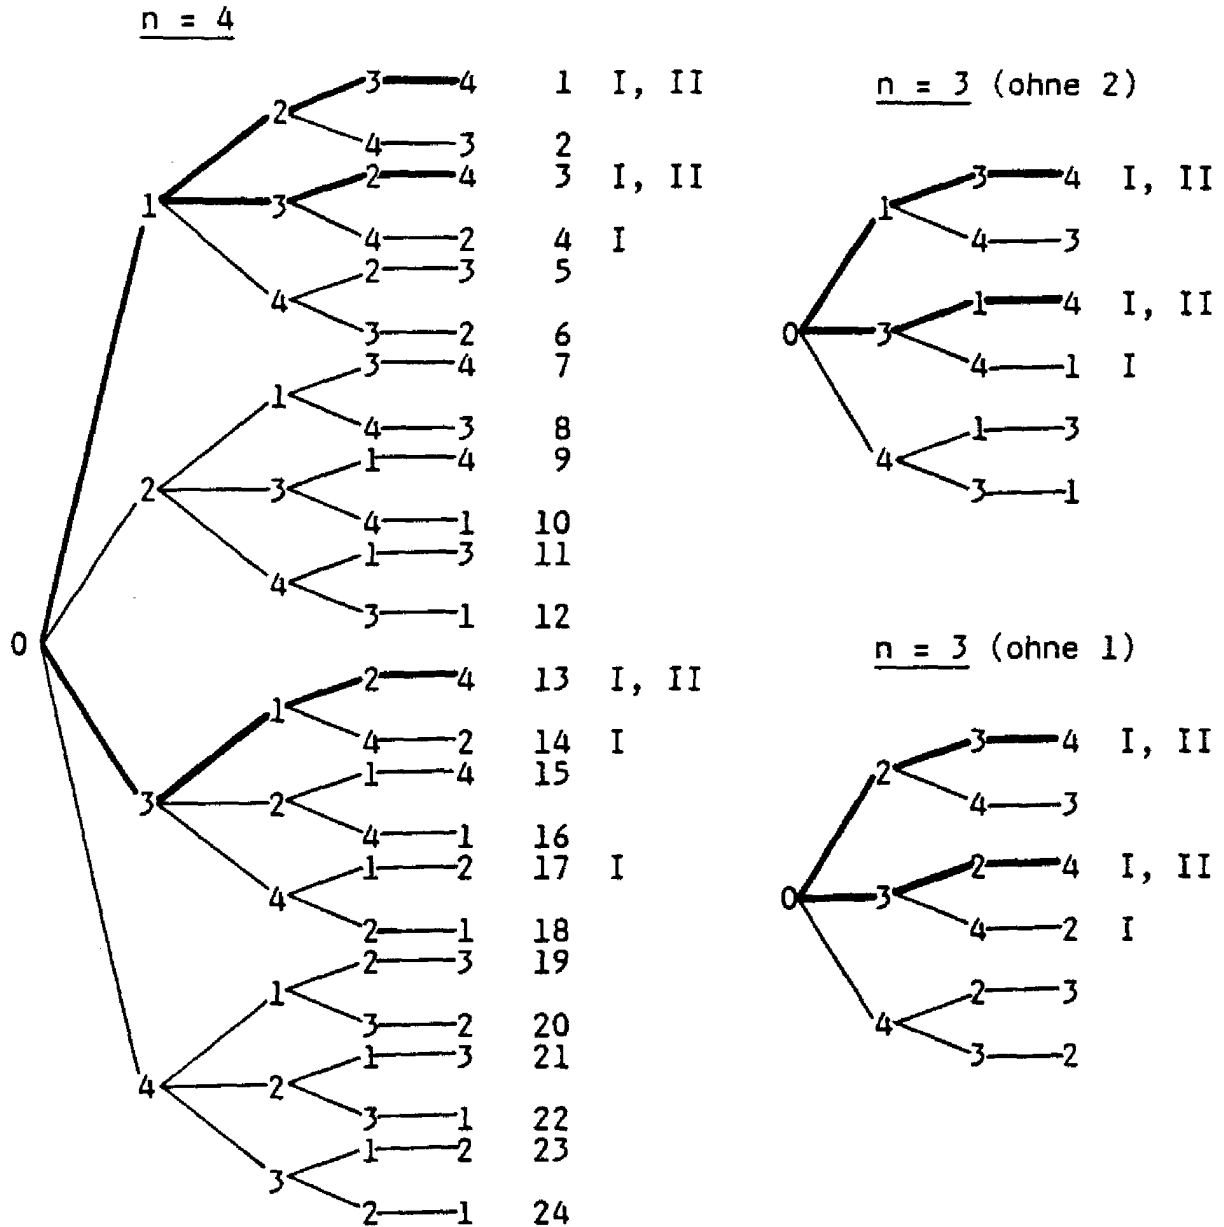 n = 4
3 4 1 I, II
2
4 3 2
2 4 3 I, II
1 3
4 2 4 I
2 3 5
4
3 2 6
3 4 7
1
4 3 8
1 4 9
2 3
4 1 10
1 3 11
4
3 1 12
0
2 4 13 I, II
1
4 2 14 I
1 4 15
3 2
4 1 16
1 2 17 I
4
2 1 18
2 3 19
1
3 2 20
1 3 21
4 2
3 1 22
1 2 23
3
2 1 24
n = 3 (ohne 2)
3 4 I, II
1
4 3
1 4 I, II
0 3
4 1 I
1 3
4
3 1
n = 3 (ohne 1)
3 4 I, II
2
4 3
2 4 I, II
0 3
4 2 I
2 3
4
3 2